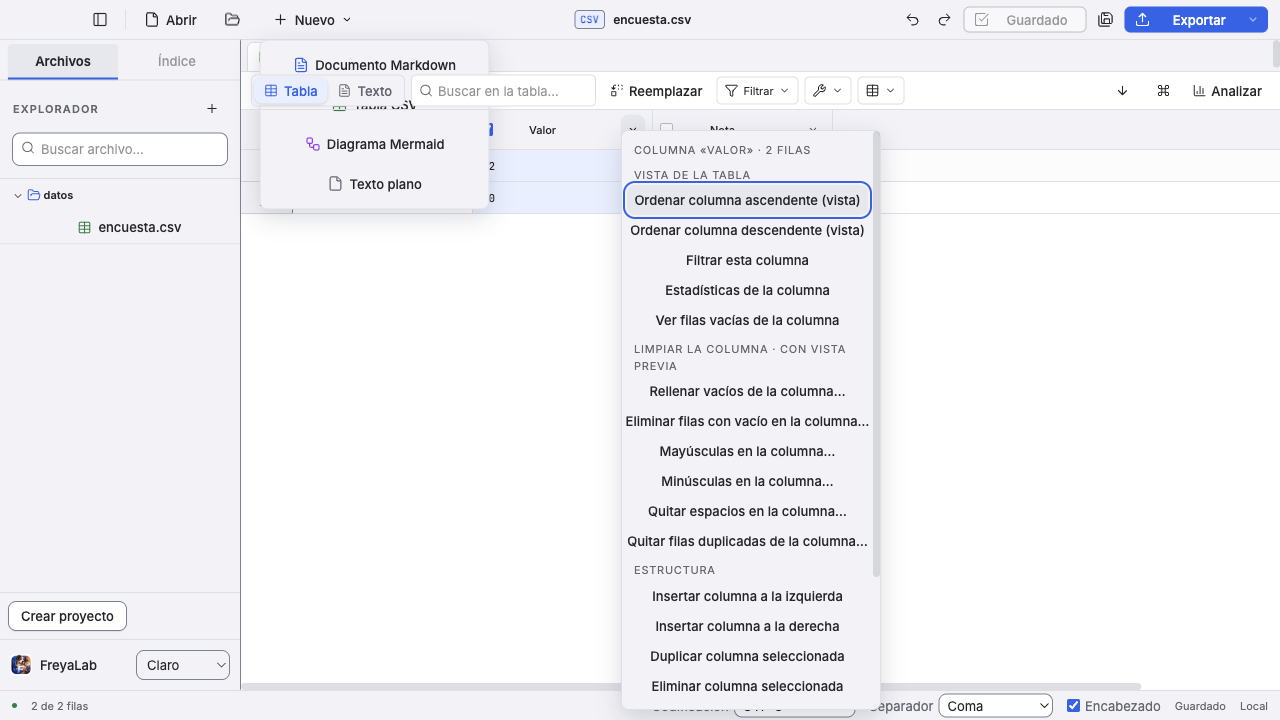 Abrir
Nuevo
CSV encuesta.csv
Guardado
Exportar
Archivos
Índice
EXPLORADOR
Buscar archivo...
datos
encuesta.csv
Crear proyecto
FreyaLab
Claro
Documento Markdown
Tabla
Texto
Buscar en la tabla...
Reemplazar
Filtrar
Analizar
Tabla CSV
Diagrama Mermaid
Texto plano
Valor
Nota
2
0
COLUMNA «VALOR» · 2 FILAS
VISTA DE LA TABLA
Ordenar columna ascendente (vista)
Ordenar columna descendente (vista)
Filtrar esta columna
Estadísticas de la columna
Ver filas vacías de la columna
LIMPIAR LA COLUMNA · CON VISTA
PREVIA
Rellenar vacíos de la columna...
Eliminar filas con vacío en la columna...
Mayúsculas en la columna...
Minúsculas en la columna...
Quitar espacios en la columna...
Quitar filas duplicadas de la columna...
ESTRUCTURA
Insertar columna a la izquierda
Insertar columna a la derecha
Duplicar columna seleccionada
Eliminar columna seleccionada
2 de 2 filas
Separador
Coma
Encabezado
Guardado
Local